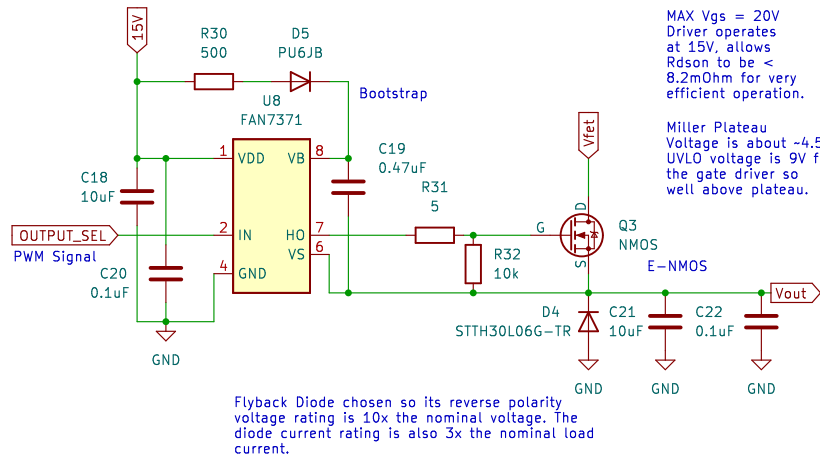 15V
R30
500
D5
PU6JB
Bootstrap
U8
FAN7371
1
VDD
VB
8
2
IN
HO
7
VS
6
4
GND
C18
10uF
C19
0.47uF
OUTPUT_SEL
PWM Signal
C20
0.1uF
GND
R31
5
R32
10k
Vfet
D
G
S
Q3
NMOS
E-NMOS
D4
STTH30L06G-TR
C21
10uF
C22
0.1uF
Vout
GND
GND
GND
MAX Vgs = 20V
Driver operates
at 15V, allows
Rdson to be <
8.2mOhm for very
efficient operation.
Miller Plateau
Voltage is about ~4.5
UVLO voltage is 9V f
the gate driver so
well above plateau.
Flyback Diode chosen so its reverse polarity
voltage rating is 10x the nominal voltage. The
diode current rating is also 3x the nominal load
current.